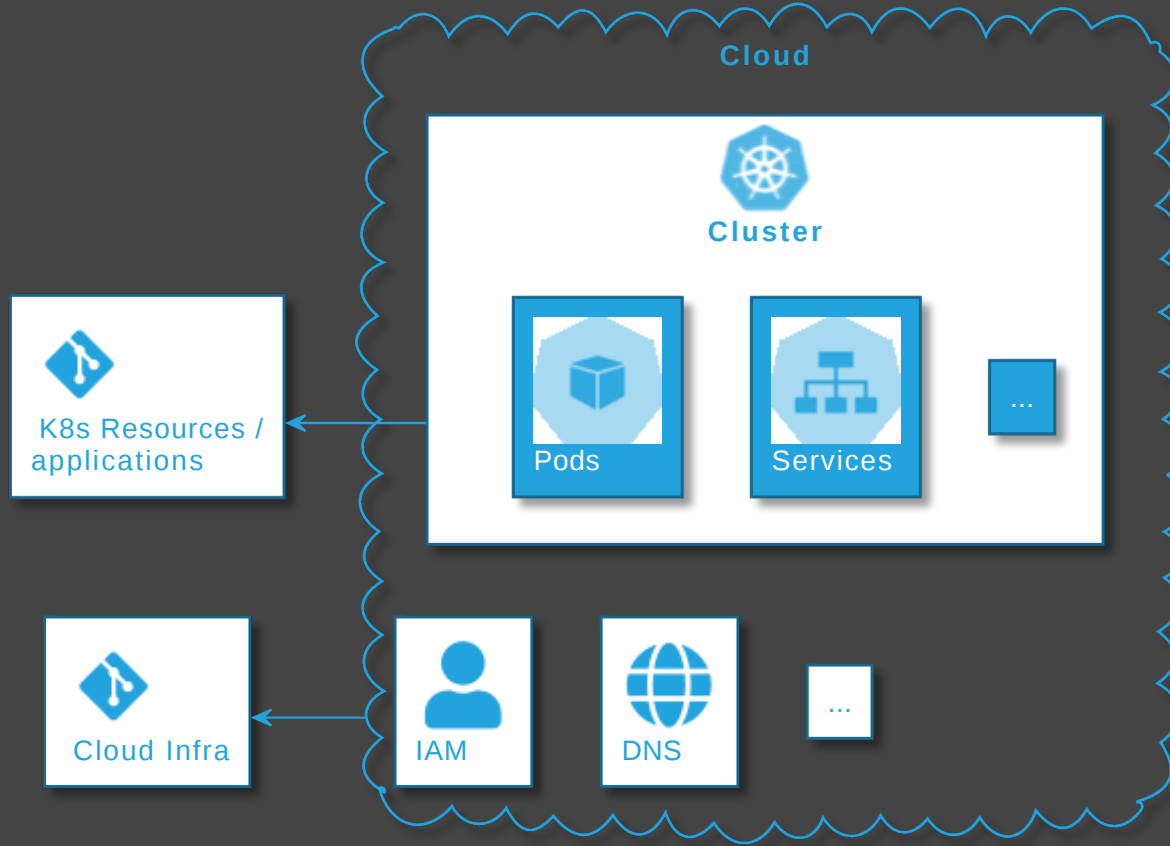 Cloud
Cluster
Pods
Services
...
K8s Resources /
applications
Cloud Infra
IAM
DNS
...